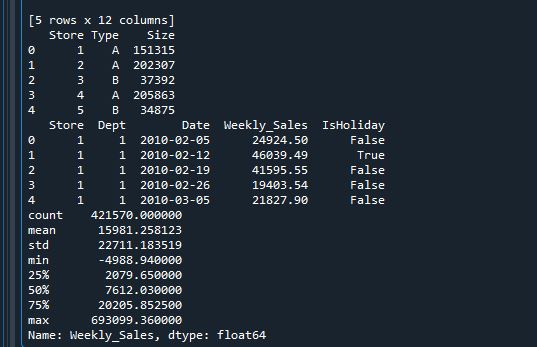 [5 rows x 12 columns]
   Store Type    Size
0      1    A  151315
1      2    A  202307
2      3    B   37392
3      4    A  205863
4      5    B   34875
   Store  Dept        Date  Weekly_Sales  IsHoliday
0      1     1  2010-02-05      24924.50      False
1      1     1  2010-02-12      46039.49       True
2      1     1  2010-02-19      41595.55      False
3      1     1  2010-02-26      19403.54      False
4      1     1  2010-03-05      21827.90      False
count    421570.000000
mean      15981.258123
std       22711.183519
min       -4988.940000
25%        2079.650000
50%        7612.030000
75%       20205.852500
max      693099.360000
Name: Weekly_Sales, dtype: float64